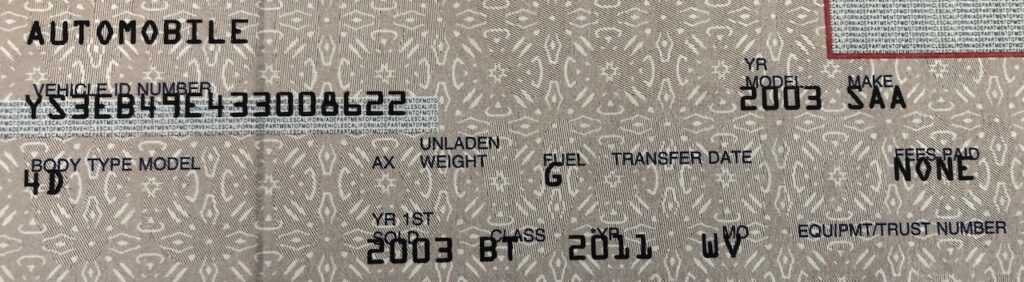 AUTOMOBILE
VEHICLE ID NUMBER
YS3EB49E433008622
YR
MODEL MAKE
2003 SAA
BODY TYPE MODEL
4D
AX
UNLADEN
WEIGHT
FUEL
G
TRANSFER DATE
FEES PAID
NONE
YR 1ST
SOLD
2003
CLASS
BT
YR
2011
MO
WV
EQUIPMT/TRUST NUMBER